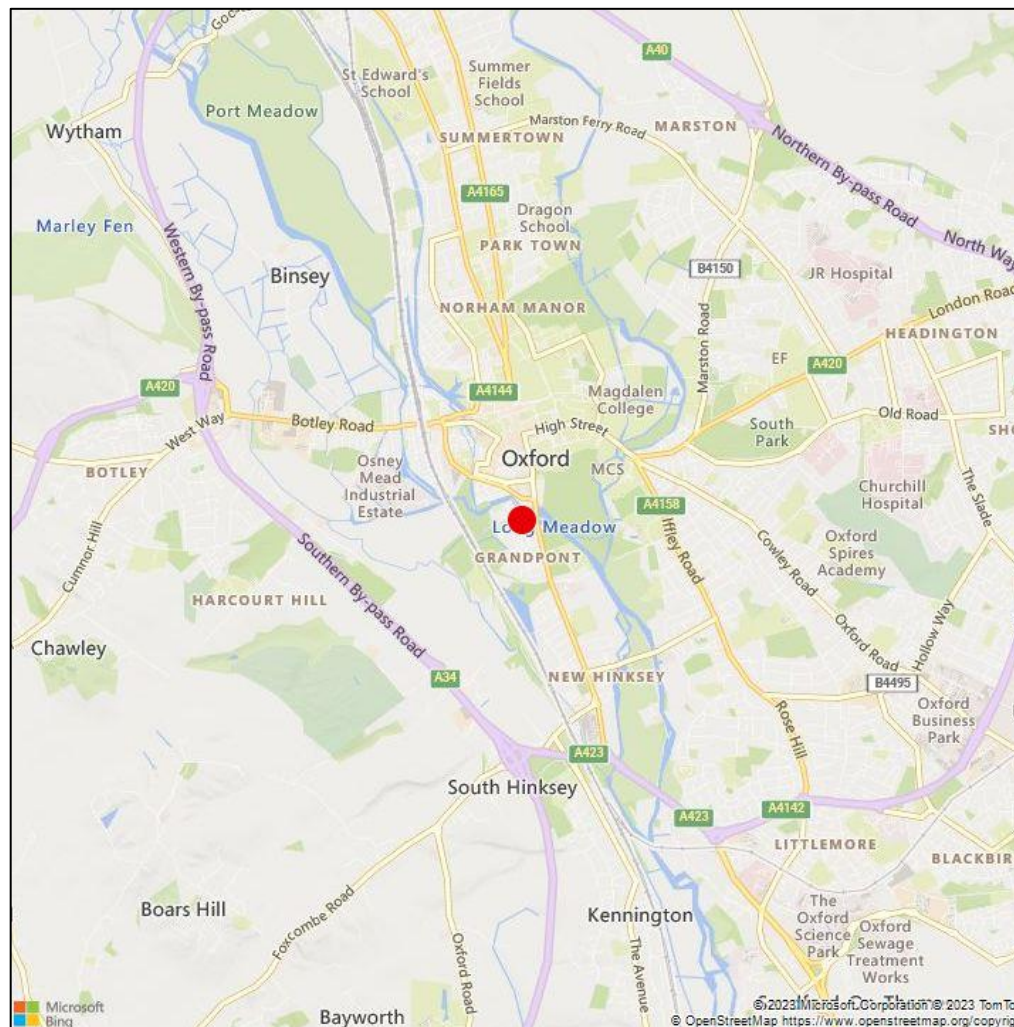 A40
St Edward's
School
Summer
Fields
School
Port Meadow
Marston Ferry Road
MARSTON
Wytham
SUMMERTOWN
Northern By-pass Road
A4165
Marley Fen
Dragon
School
PARK TOWN
North Way
B4150
JR Hospital
Binsey
Western By-pass Road
NORHAM MANOR
London Road
HEADINGTON
Marston Road
EF
A420
A420
A4144
Magdalen
College
Old Road
West Way
Botley Road
High Street
South
Park
BOTLEY
Oxford
MCS
Osney
Mead
Industrial
Estate
Churchill
Hospital
The Slade
A4158
Meadow
Iffley Road
Cowley Road
Oxford
Spires
Academy
GRANDPONT
Cumnor Hill
Southern By-pass Road
HARCOURT HILL
Hollow Way
Chawley
Oxford Road
A34
NEW HINKSEY
B4495
Oxford
Business
Park
Rose Hill
A423
South Hinksey
A4142
A423
LITTLEMORE
BLACKBIR
Boars Hill
Foxcombe Road
Kennington
The
Oxford
Science
Park
Oxford
Sewage
Treatment
Works
Oxford Road
The Avenue
Microsoft
Bing
Bayworth
© 2023 Microsoft Corporation © 2023 TomTo
© OpenStreetMap https://www.openstreetmap.org/copyrig